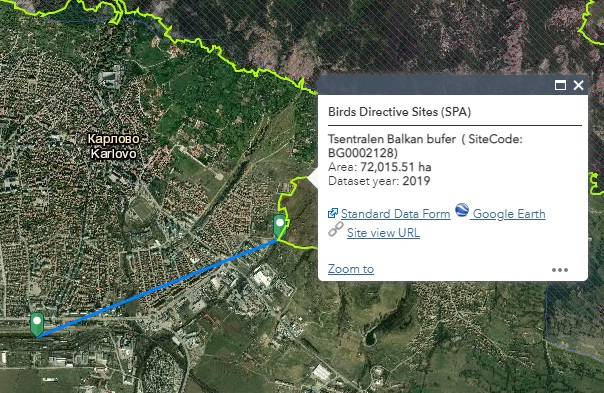 Карлово -
Karlovo
Birds Directive Sites (SPA)
Tsentralen Balkan bufer ( SiteCode:
BG0002128)
Area: 72,015.51 ha
Dataset year: 2019
Standard Data Form Google Earth
Site view URL
Zoom to